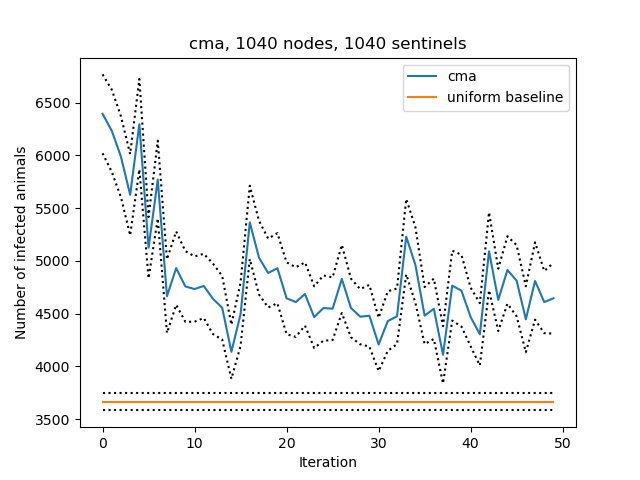 cma, 1040 nodes, 1040 sentinels
cma
uniform baseline
6500
6000
5500
5000
4500
4000
3500
Number of infected animals
0 10 20 30 40 50
Iteration